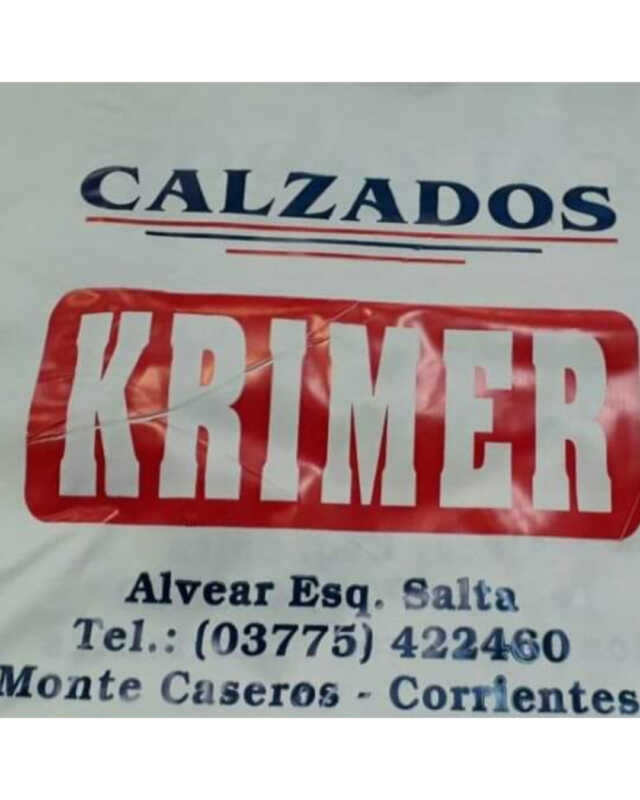 CALZADOS
KRIMER
Alvear Esq. Salta
Tel.: (03775) 422460
Monte Caseros - Corrientes